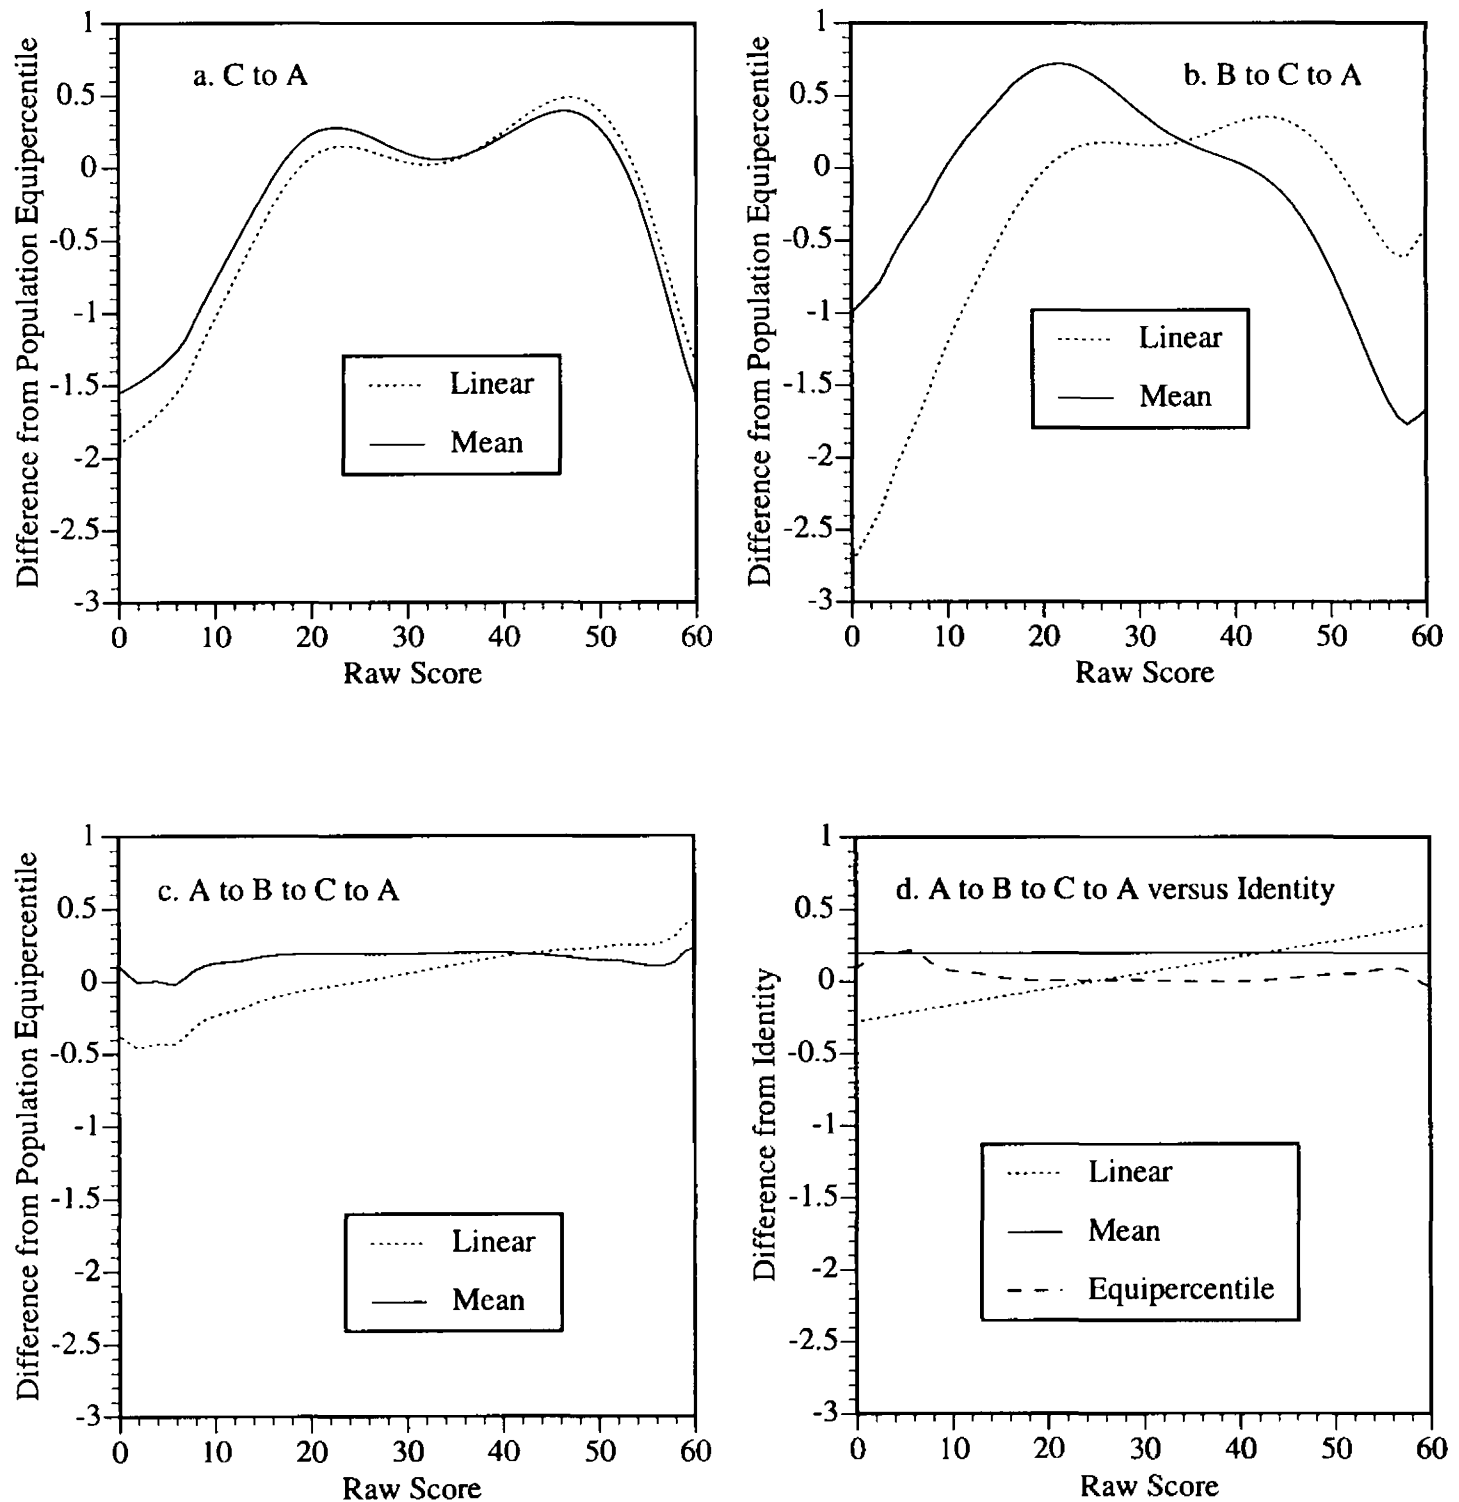 Difference from Population Equipercentile
1
0.5
0
-0.5
-1
-1.5
-2
-2.5
-3
a. C to A
Linear
Mean
0 10 20 30 40 50 60
Raw Score
Difference from Population Equipercentile
1
0.5
0
-0.5
-1
-1.5
-2
-2.5
-3
b. B to C to A
Linear
Mean
0 10 20 30 40 50 60
Raw Score
Difference from Population Equipercentile
1
0.5
0
-0.5
-1
-1.5
-2
-2.5
-3
c. A to B to C to A
Linear
Mean
0 10 20 30 40 50 60
Raw Score
Difference from Identity
1
0.5
0
-0.5
-1
-1.5
-2
-2.5
-3
d. A to B to C to A versus Identity
Linear
Mean
Equipercentile
0 10 20 30 40 50 60
Raw Score